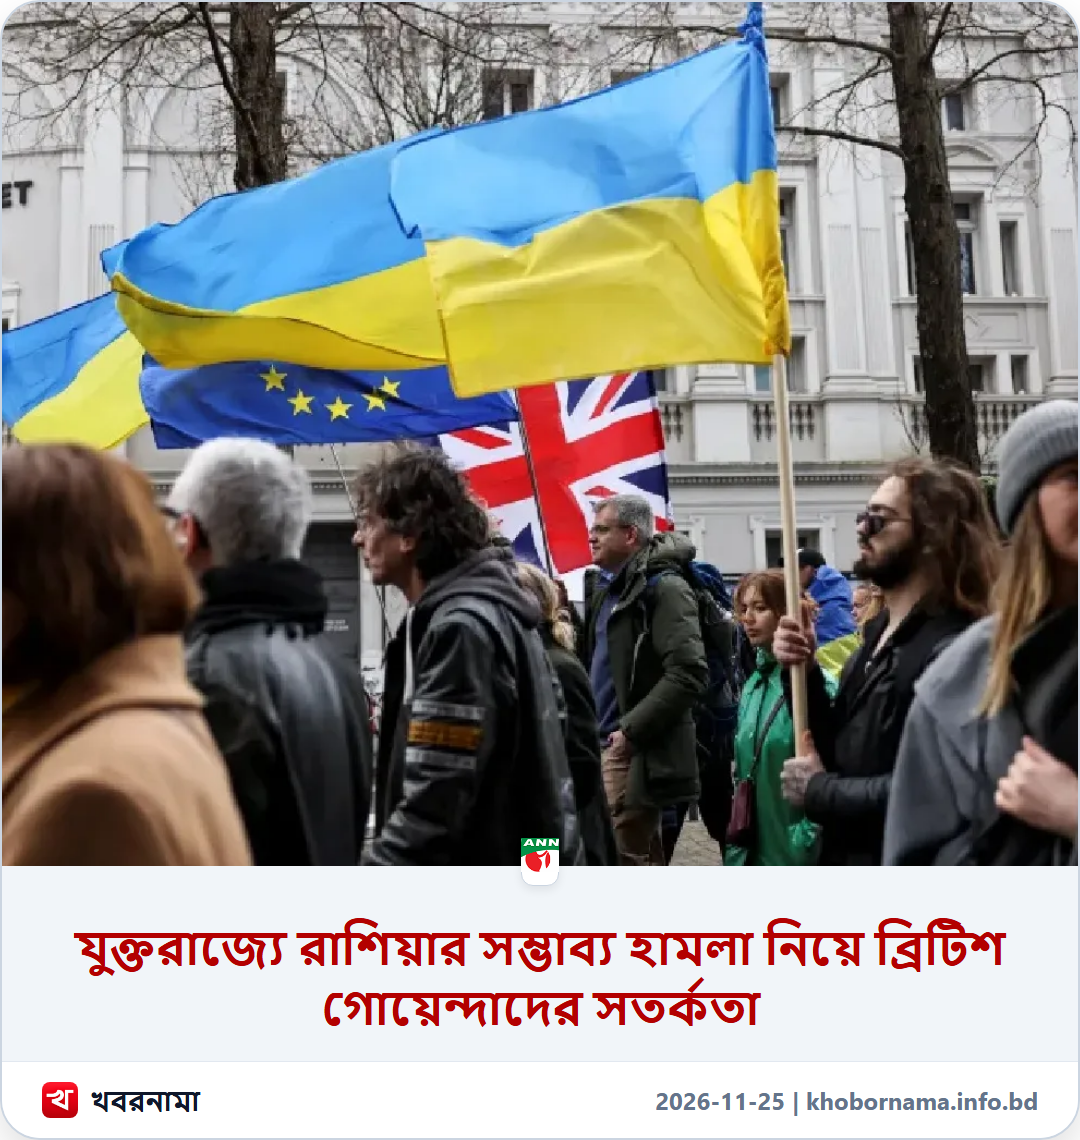 ET
ANN
যুক্তরাজ্যে রাশিয়ার সম্ভাব্য হামলা নিয়ে ব্রিটিশ
গোয়েন্দাদের সতর্কতা
খ খবরনামা
2026-11-25 | khobornama.info.bd